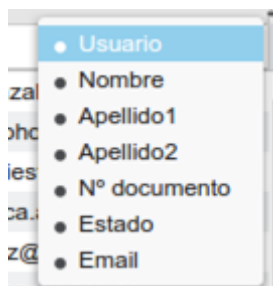 Usuario
Nombre
Apellido1
Apellido2
Nº documento
Estado
Email